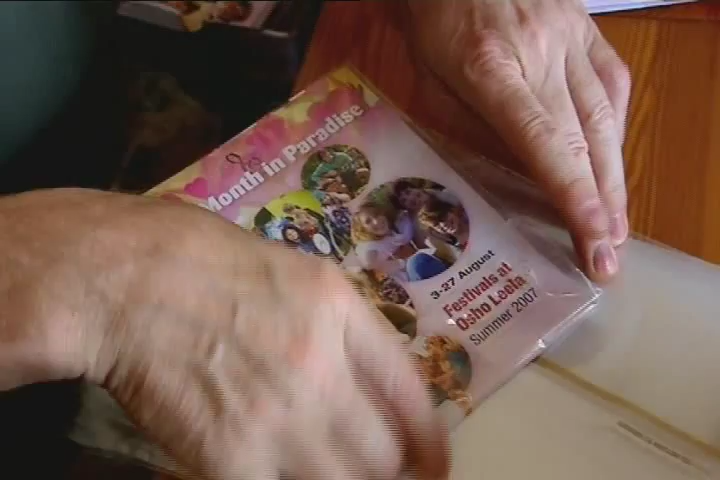 Month in Paradise
3-27 August
Festivals at
Osho Leela
Summer 2007